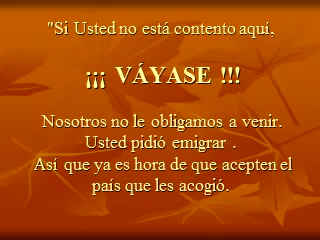 "Si Usted no está contento aquí,
¡¡¡ VÁYASE !!!
Nosotros no le obligamos a venir.
Usted pidió emigrar .
Así que ya es hora de que acepten el
país que les acogió.